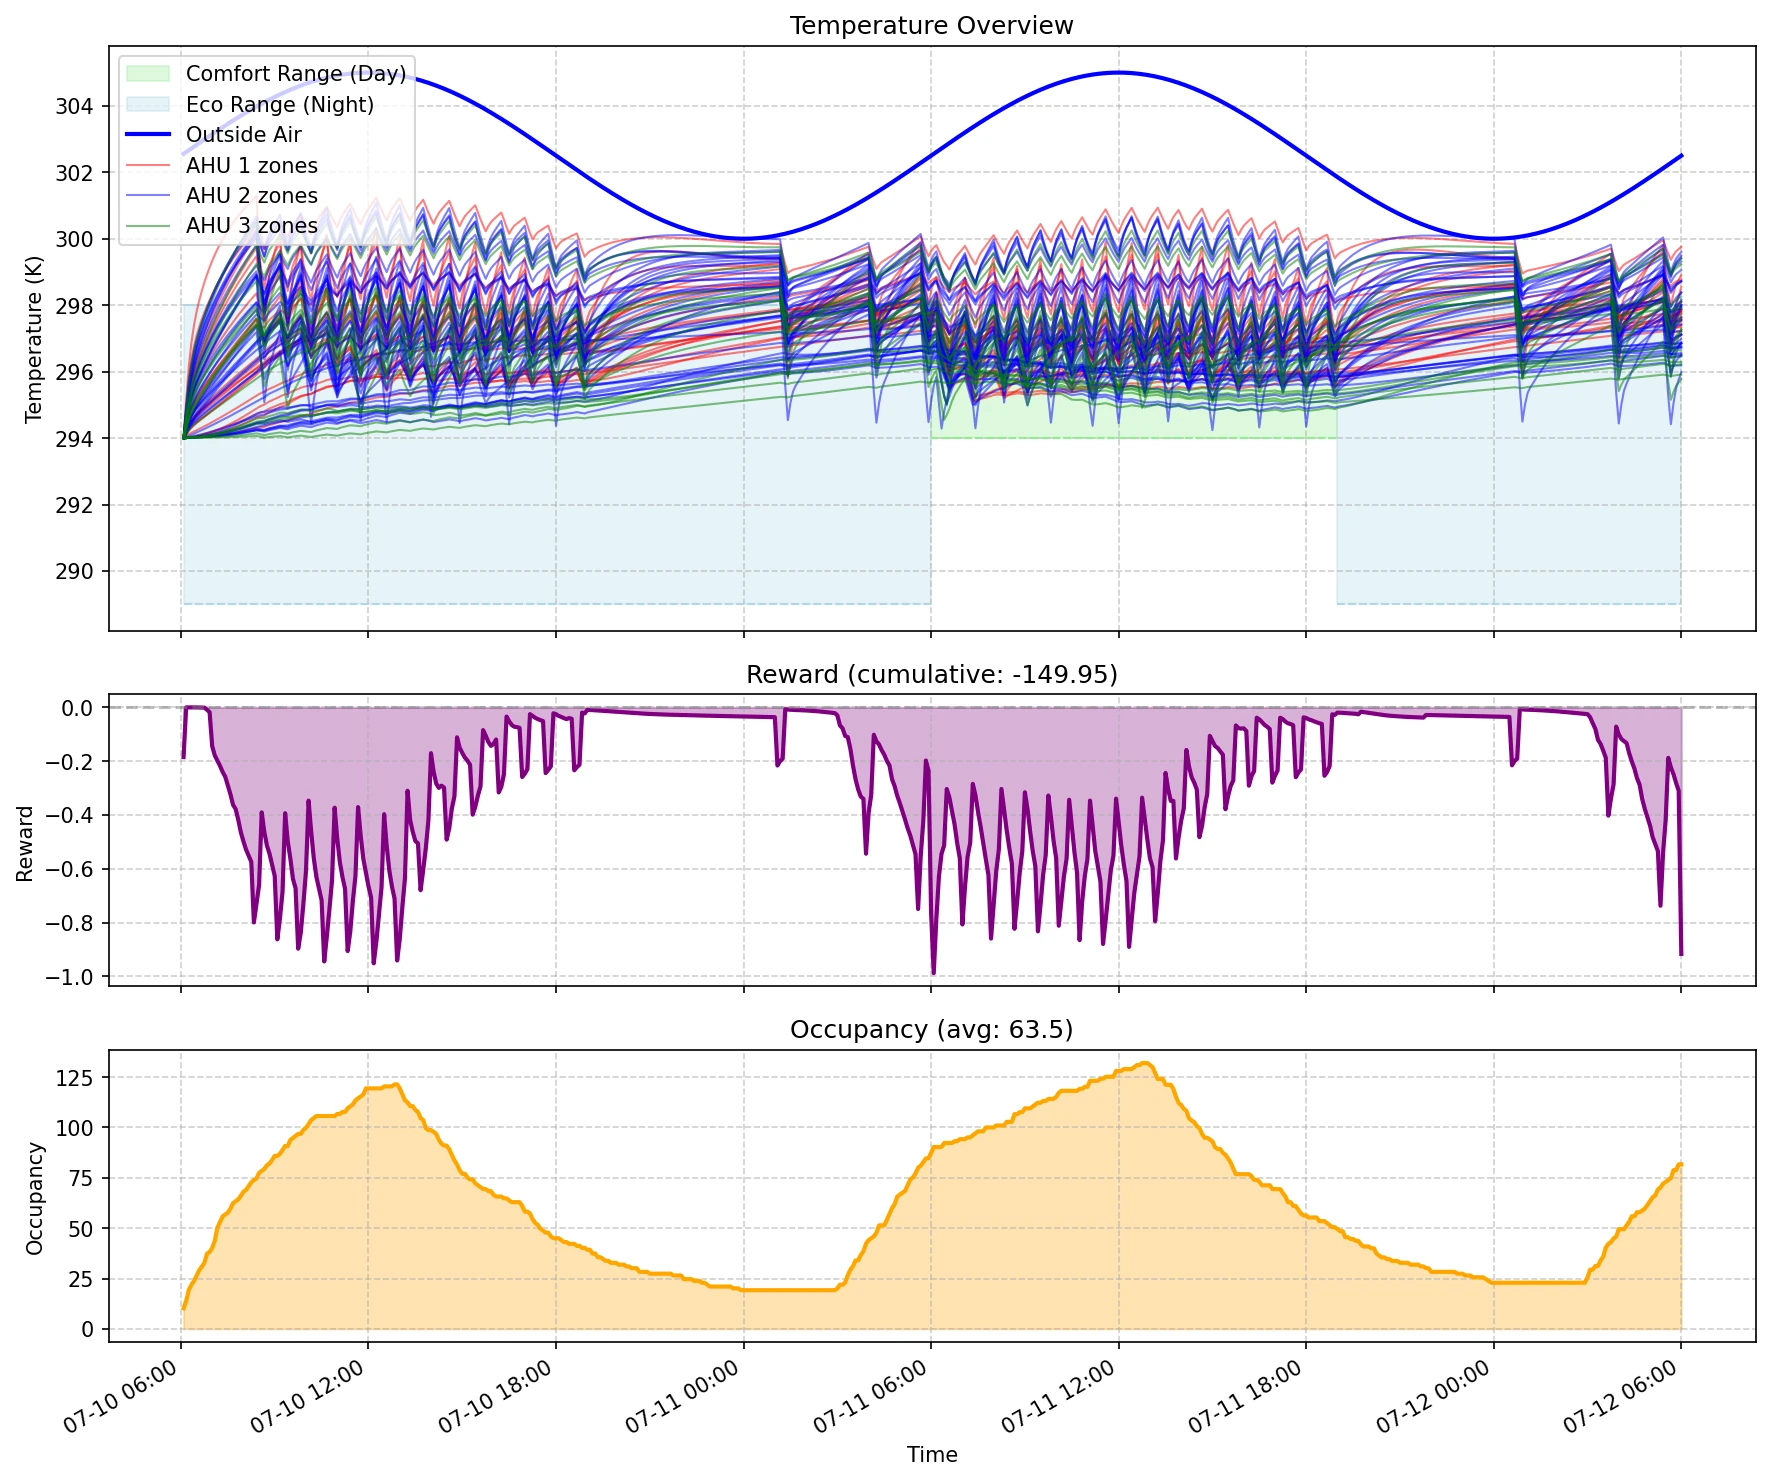 Temperature Overview
Comfort Range (Day)
Eco Range (Night)
Outside Air
AHU 1 zones
AHU 2 zones
AHU 3 zones
Temperature (K)
304
302
300
298
296
294
292
290
Reward (cumulative: -149.95)
Reward
0.0
−0.2
−0.4
−0.6
−0.8
−1.0
Occupancy (avg: 63.5)
Occupancy
125
100
75
50
25
0
07-10 06:00
07-10 12:00
07-10 18:00
07-11 00:00
07-11 06:00
07-11 12:00
07-11 18:00
07-12 00:00
07-12 06:00
Time